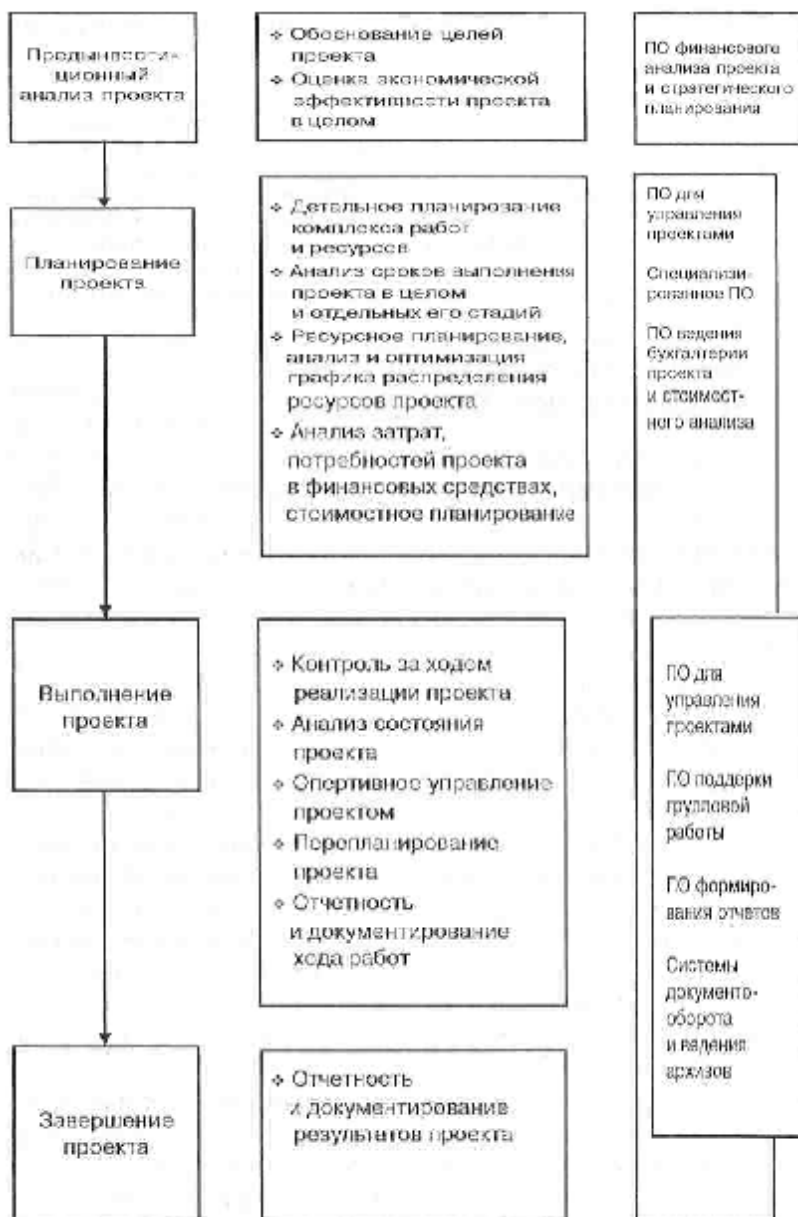 Прединвести-
ционный
анализ проекта
❖ Обоснование целей
проекта
❖ Оценка экономической
эффективности проекта
в целом
ПО финансового
анализа проекта
и стратегического
планирования
Планирование
проекта
❖ Детальное планирование
комплекса работ
и ресурсов
❖ Анализ сроков выполнения
проекта в целом
и отдельных его стадий
❖ Ресурсное планирование,
анализ и оптимизация
графика распределения
ресурсов проекта
❖ Анализ затрат,
потребностей проекта
в финансовых средствах,
стоимостное планирование
ПО для
управления
проектами
Специализи-
рованное ПО
ПО ведения
бухгалтерии
проекта
и стоимост-
ного анализа
Выполнение
проекта
❖ Контроль за ходом
реализации проекта
❖ Анализ состояния
проекта
❖ Опертивное управление
проектом
❖ Перепланирование
проекта
❖ Отчетность
и документирование
хода работ
ПО для
управления
проектами
ПО поддержки
групповой
работы
ПО формиро-
вания отчетов
Системы
документо-
оборота
и ведения
архивов
Завершение
проекта
❖ Отчетность
и документирование
результатов проекта